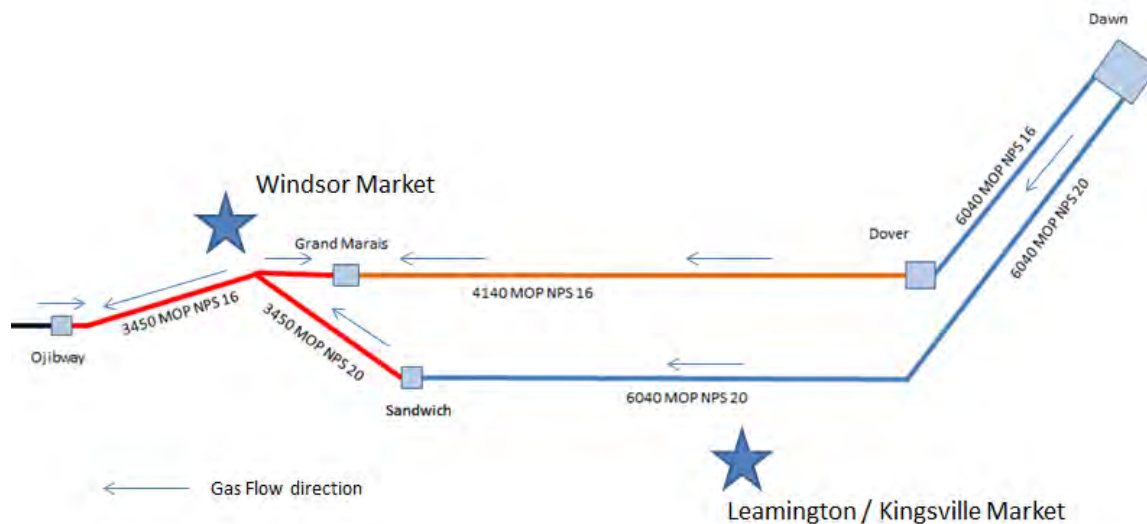 Dawn
6040 MOP NPS 16
6040 MOP NPS 20
Windsor Market
Grand Marais
Dover
4140 MOP NPS 16
3450 MOP NPS 16
3450 MOP NPS 20
Ojibway
Sandwich
6040 MOP NPS 20
Gas Flow direction
Leamington / Kingsville Market